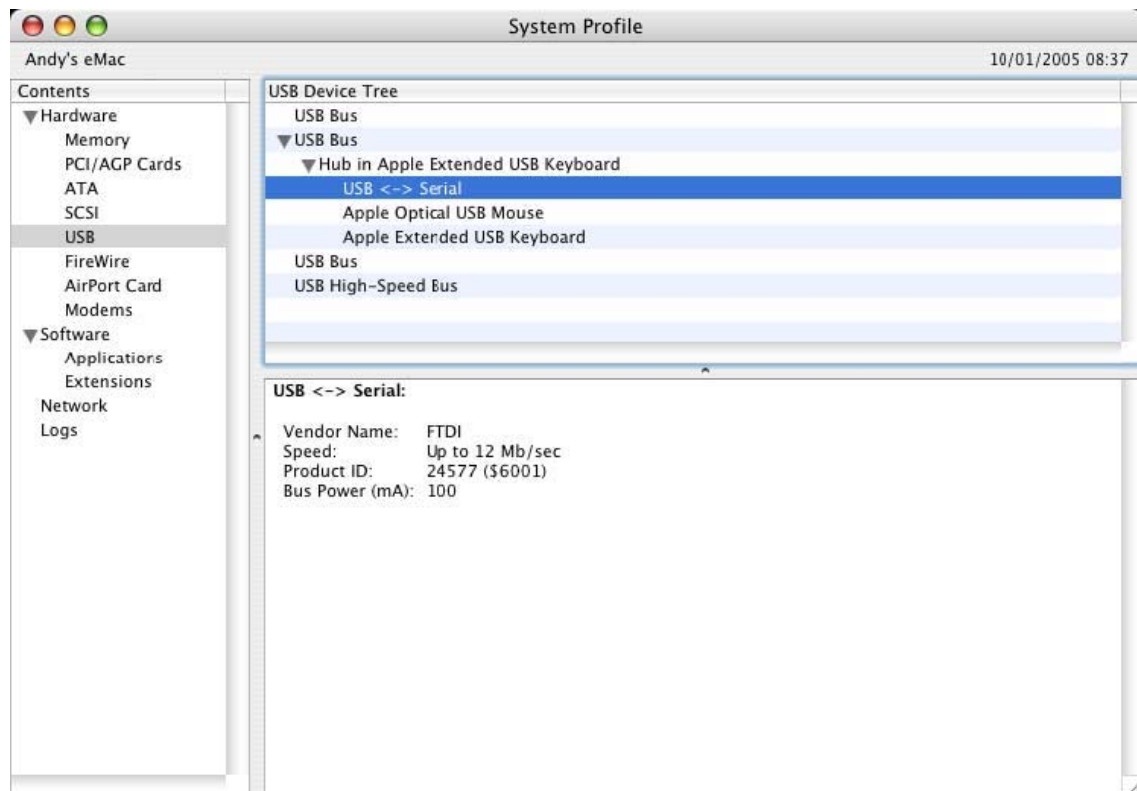 System Profile
Andy's eMac
10/01/2005 08:37
Contents
Hardware
Memory
PCI/AGP Cards
ATA
SCSI
USB
FireWire
AirPort Card
Modems
Software
Applications
Extensions
Network
Logs
USB Device Tree
USB Bus
USB Bus
Hub in Apple Extended USB Keyboard
USB <-> Serial
Apple Optical USB Mouse
Apple Extended USB Keyboard
USB Bus
USB High-Speed Bus
USB <-> Serial:
Vendor Name: FTDI
Speed: Up to 12 Mb/sec
Product ID: 24577 ($6001)
Bus Power (mA): 100